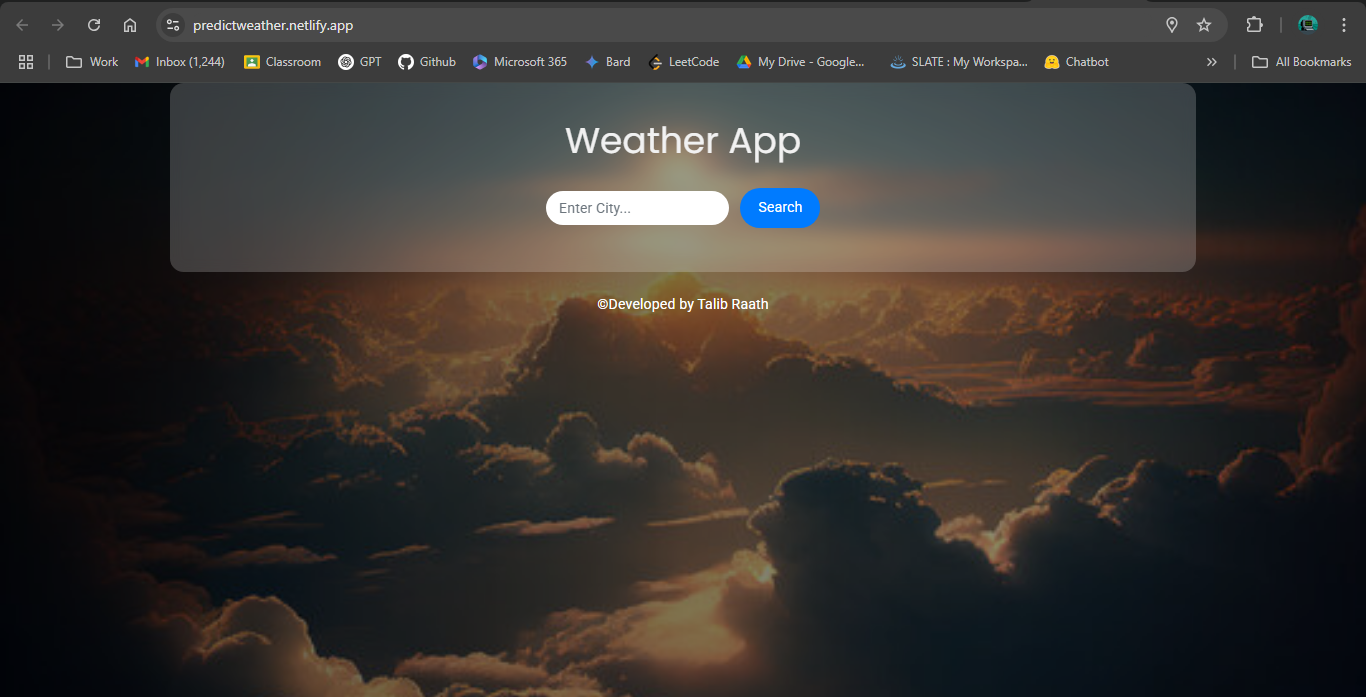 predictweather.netlify.app
Work Inbox (1,244) Classroom GPT Github Microsoft 365 Bard LeetCode My Drive - Google... SLATE : My Workspa... Chatbot » All Bookmarks
Weather App
Enter City... Search
©Developed by Talib Raath